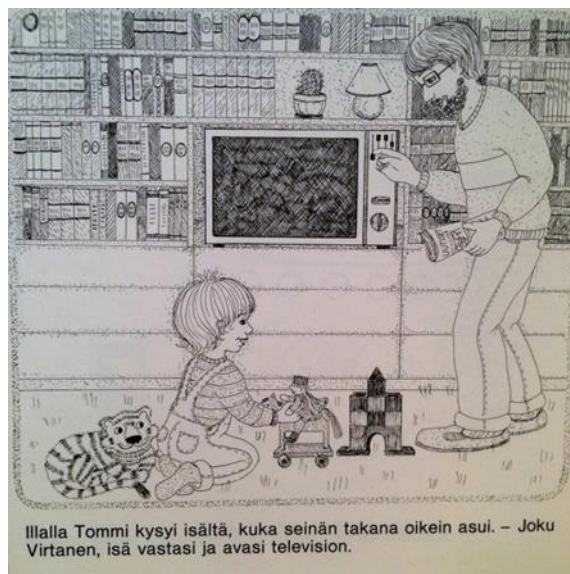 Illalla Tommi kysyi isältä, kuka seinän takana oikein asui. – Joku
Virtanen, isä vastasi ja avasi television.